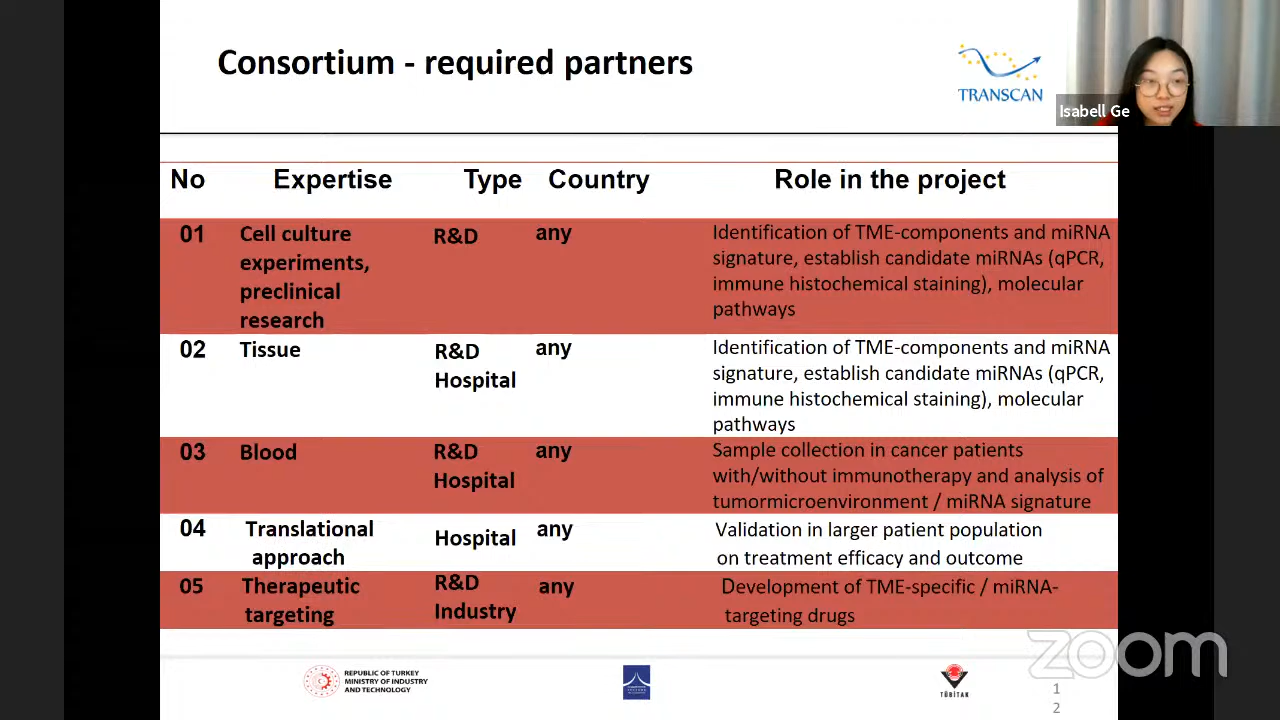 Consortium - required partners
TRANSCAN
Isabell Ge
No Expertise Type Country Role in the project
01 Cell culture experiments, preclinical research R&D any Identification of TME-components and miRNA
signature, establish candidate miRNAs (qPCR,
immune histochemical staining), molecular
pathways
02 Tissue R&D Hospital any Identification of TME-components and miRNA
signature, establish candidate miRNAs (qPCR,
immune histochemical staining), molecular
pathways
03 Blood R&D Hospital any Sample collection in cancer patients
with/without immunotherapy and analysis of
tumormicroenvironment / miRNA signature
04 Translational approach Hospital any Validation in larger patient population
on treatment efficacy and outcome
05 Therapeutic targeting R&D Industry any Development of TME-specific / miRNA-
targeting drugs
zoom
REPUBLIC OF TURKEY
MINISTRY OF INDUSTRY
AND TECHNOLOGY
TÜBİTAK
1
2